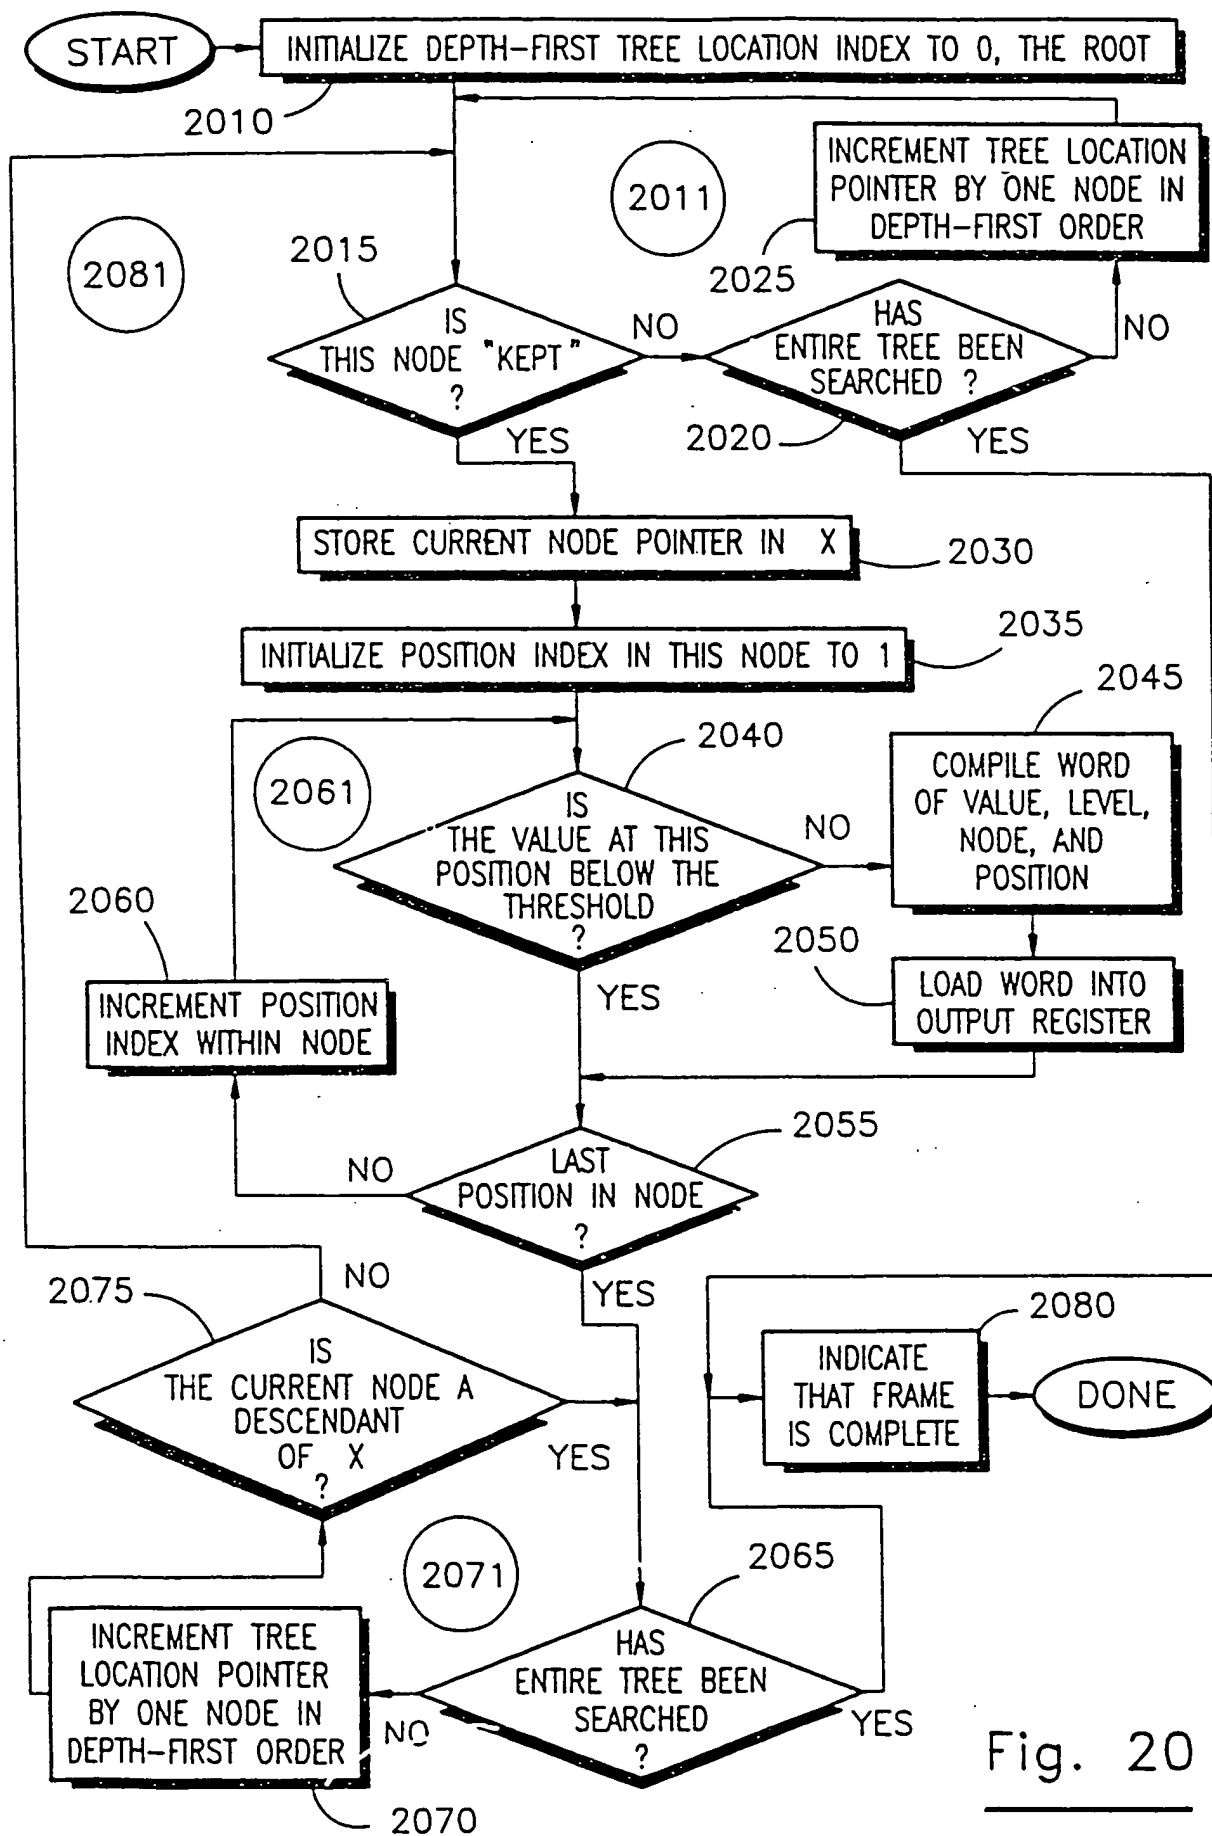 START
INITIALIZE DEPTH-FIRST TREE LOCATION INDEX TO 0, THE ROOT
2010
INCREMENT TREE LOCATION
POINTER BY ONE NODE IN
DEPTH-FIRST ORDER
2011
2025
2081
2015
IS
THIS NODE "KEPT"
?
NO
YES
HAS
ENTIRE TREE BEEN
SEARCHED ?
NO
2020
YES
STORE CURRENT NODE POINTER IN X
2030
INITIALIZE POSITION INDEX IN THIS NODE TO 1
2035
2061
2040
IS
THE VALUE AT THIS
POSITION BELOW THE
THRESHOLD
?
NO
YES
2045
COMPILE WORD
OF VALUE, LEVEL,
NODE, AND
POSITION
2050
LOAD WORD INTO
OUTPUT REGISTER
2060
INCREMENT POSITION
INDEX WITHIN NODE
2055
LAST
POSITION IN NODE
?
NO
YES
2075
NO
IS
THE CURRENT NODE A
DESCENDANT
OF X
?
YES
2080
INDICATE
THAT FRAME
IS COMPLETE
DONE
2071
2065
HAS
ENTIRE TREE BEEN
SEARCHED
?
NO
YES
INCREMENT TREE
LOCATION POINTER
BY ONE NODE IN
DEPTH-FIRST ORDER
2070
Fig. 20